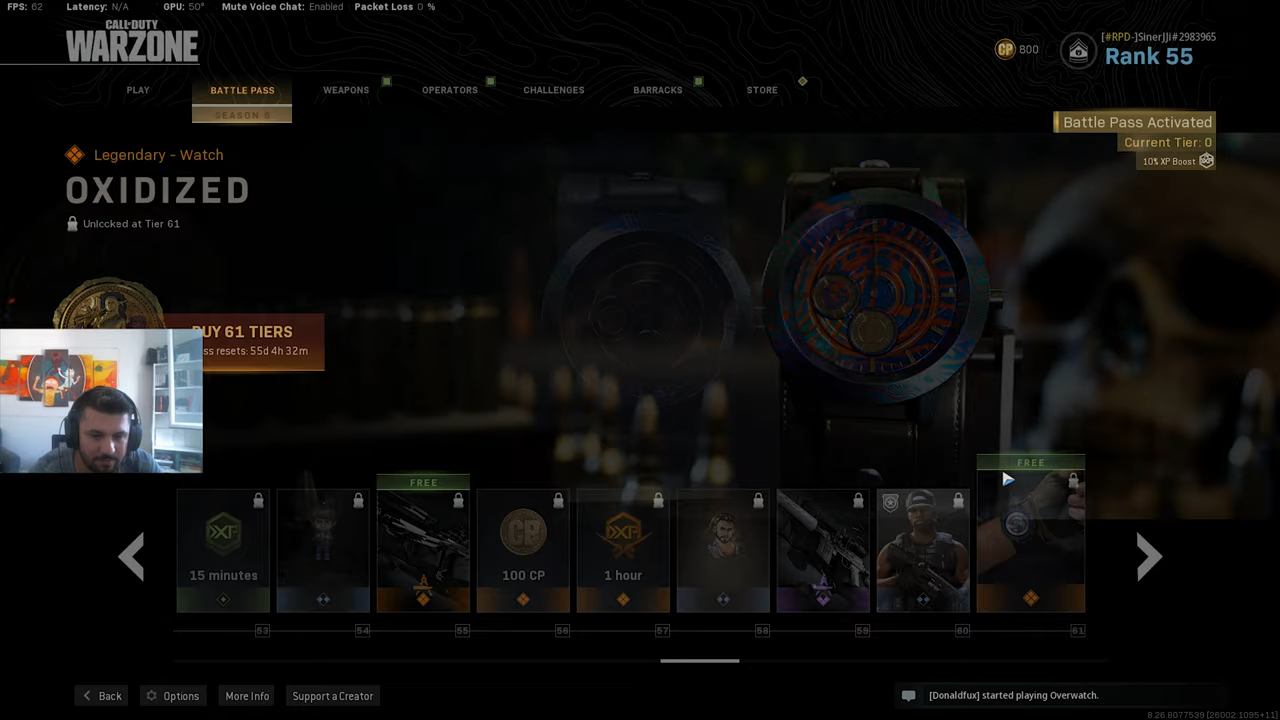 FPS: 62 Latency: N/A GPU: 50° Mute Voice Chat: Enabled Packet Loss 0 %
CALL·DUTY
WARZONE
CP 800
[#RPD-]SinerJJi#2983965
Rank 55
PLAY
BATTLE PASS
WEAPONS
OPERATORS
CHALLENGES
BARRACKS
STORE
SEASON 6
Battle Pass Activated
Current Tier: 0
10% XP Boost
Legendary - Watch
OXIDIZED
Unlocked at Tier 61
BUY 61 TIERS
ss resets: 55d 4h 32m
FREE
FREE
2XP
15 minutes
CP
100 CP
2XP
1 hour
53
54
55
56
57
58
59
60
61
Back
Options
More Info
Support a Creator
[Donaldfux] started playing Overwatch.